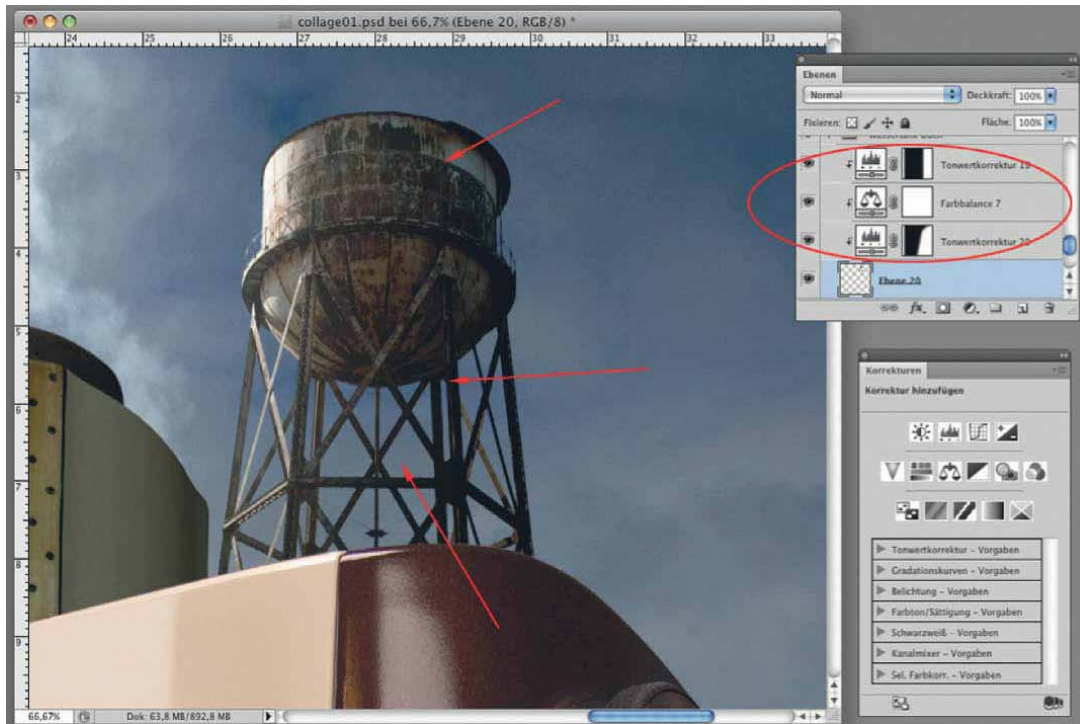 collage01.psd bei 66,7% (Ebene 20, RGB/8) *
24 25 26 27 28 29 30 31 32 33
2
3
4
5
6
7
8
9
66,67% Dok: 63,8 MB/892,8 MB
Ebenen
Normal Deckkraft: 100%
Fixieren: Fläche: 100%
Tonwertkorrektur 19
Farbbalance 7
Tonwertkorrektur 20
Ebene 20
fx.
Korrekturen
Korrektur hinzufügen
Tonwertkorrektur – Vorgaben
Gradationskurven – Vorgaben
Belichtung – Vorgaben
Farbton/Sättigung – Vorgaben
Schwarzweiß – Vorgaben
Kanalmixer – Vorgaben
Sel. Farbkorr. – Vorgaben